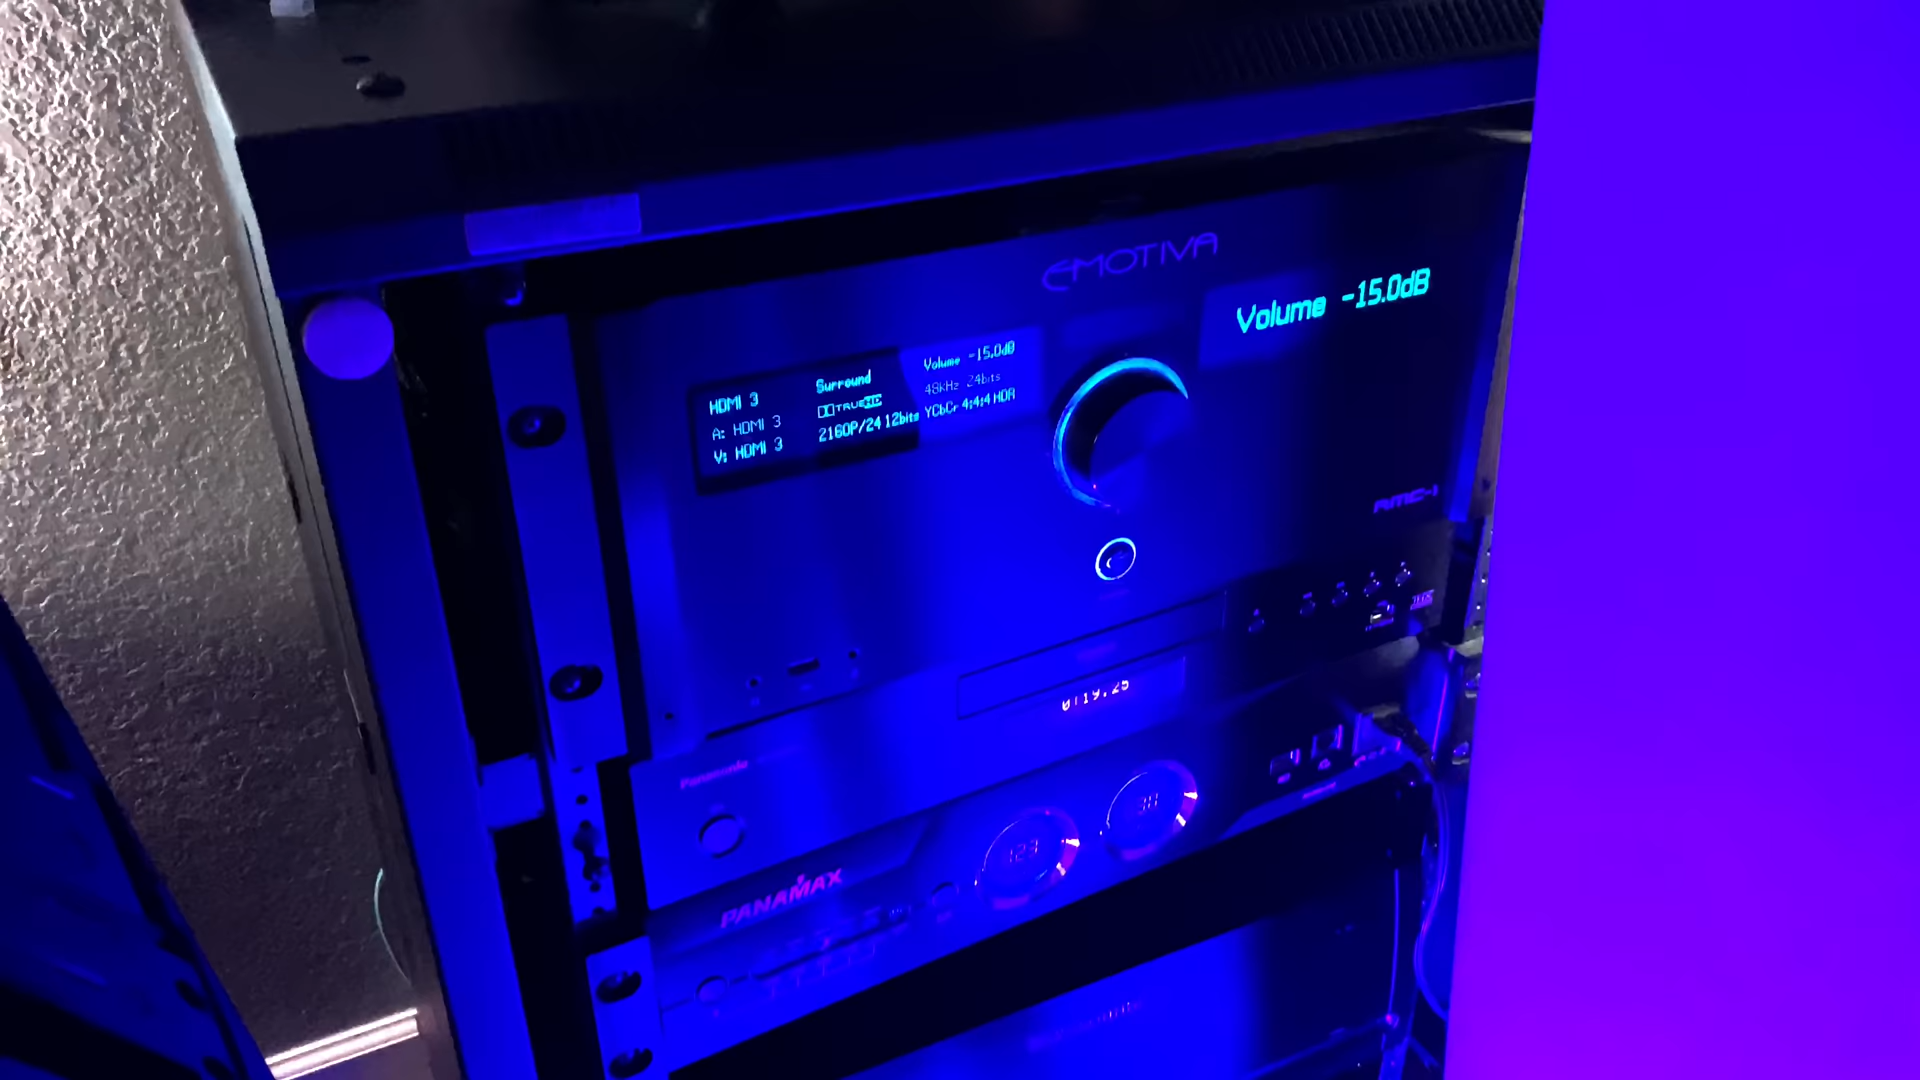 EMOTIVA
Volume -15.0dB
HDMI 3
A: HDMI 3
V: HDMI 3
Surround
TRUEHD
2160P/24 12bits
Volume -15.0dB
48kHz 24bits
YCbCr 4:4:4 HDR
RMC-1
0:19.25
Panasonic
PANAMAX
123